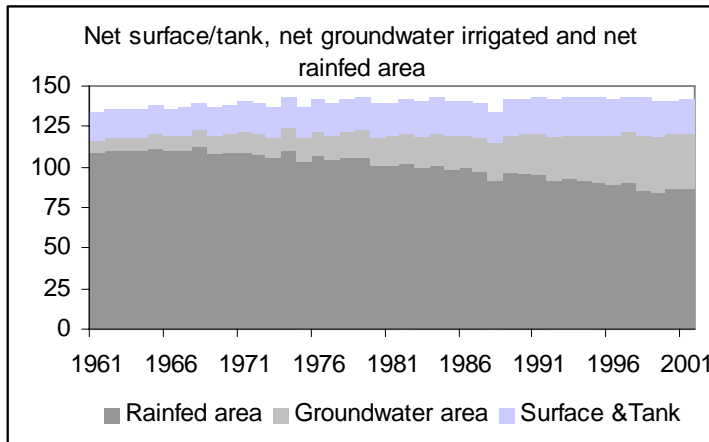 Net surface/tank, net groundwater irrigated and net
rainfed area
150
125
100
75
50
25
0
1961 1966 1971 1976 1981 1986 1991 1996 2001
Rainfed area Groundwater area Surface &Tank